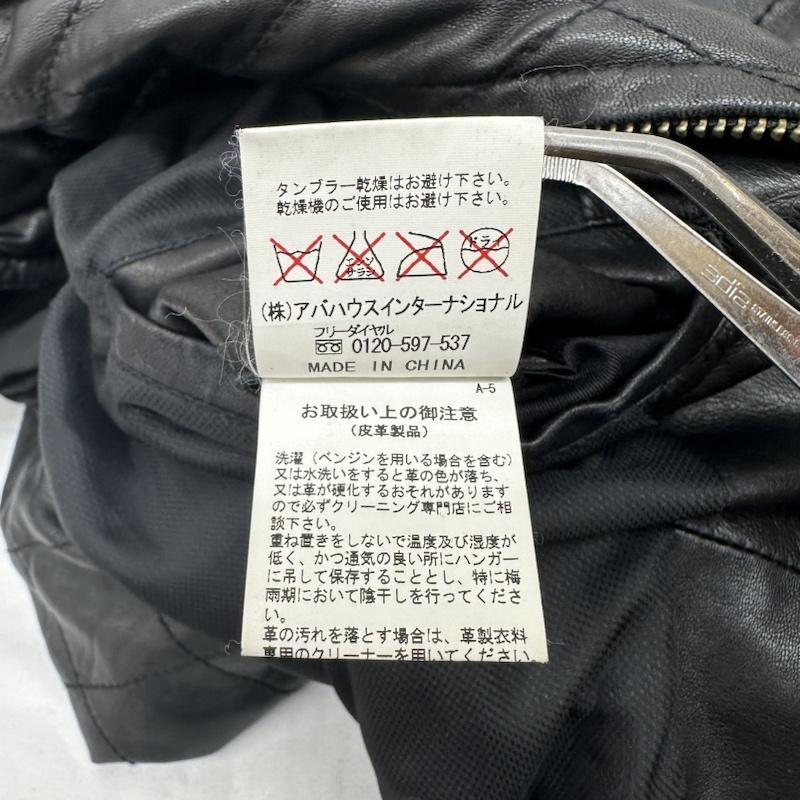 タンブラー乾燥はお避け下さい。
乾燥機のご使用はお避け下さい。
エンソ
サラシ
ドライ
(株)アバハウスインターナショナル
フリーダイヤル
0120-597-537
MADE IN CHINA
A-5
お取扱い上の御注意
(皮革製品)
洗濯(ベンジンを用いる場合を含む)
又は水洗いをすると革の色が落ち、
又は革が硬化するおそれがあります
ので必ずクリーニング専門店にご相
談下さい。
重ね置きをしないで温度及び湿度が
低く、かつ通気の良い所にハンガー
に吊して保存することとし、特に梅
雨期において陰干しを行ってくださ
い。
革の汚れを落とす場合は、革製衣料
専用のクリーナーを用いてください